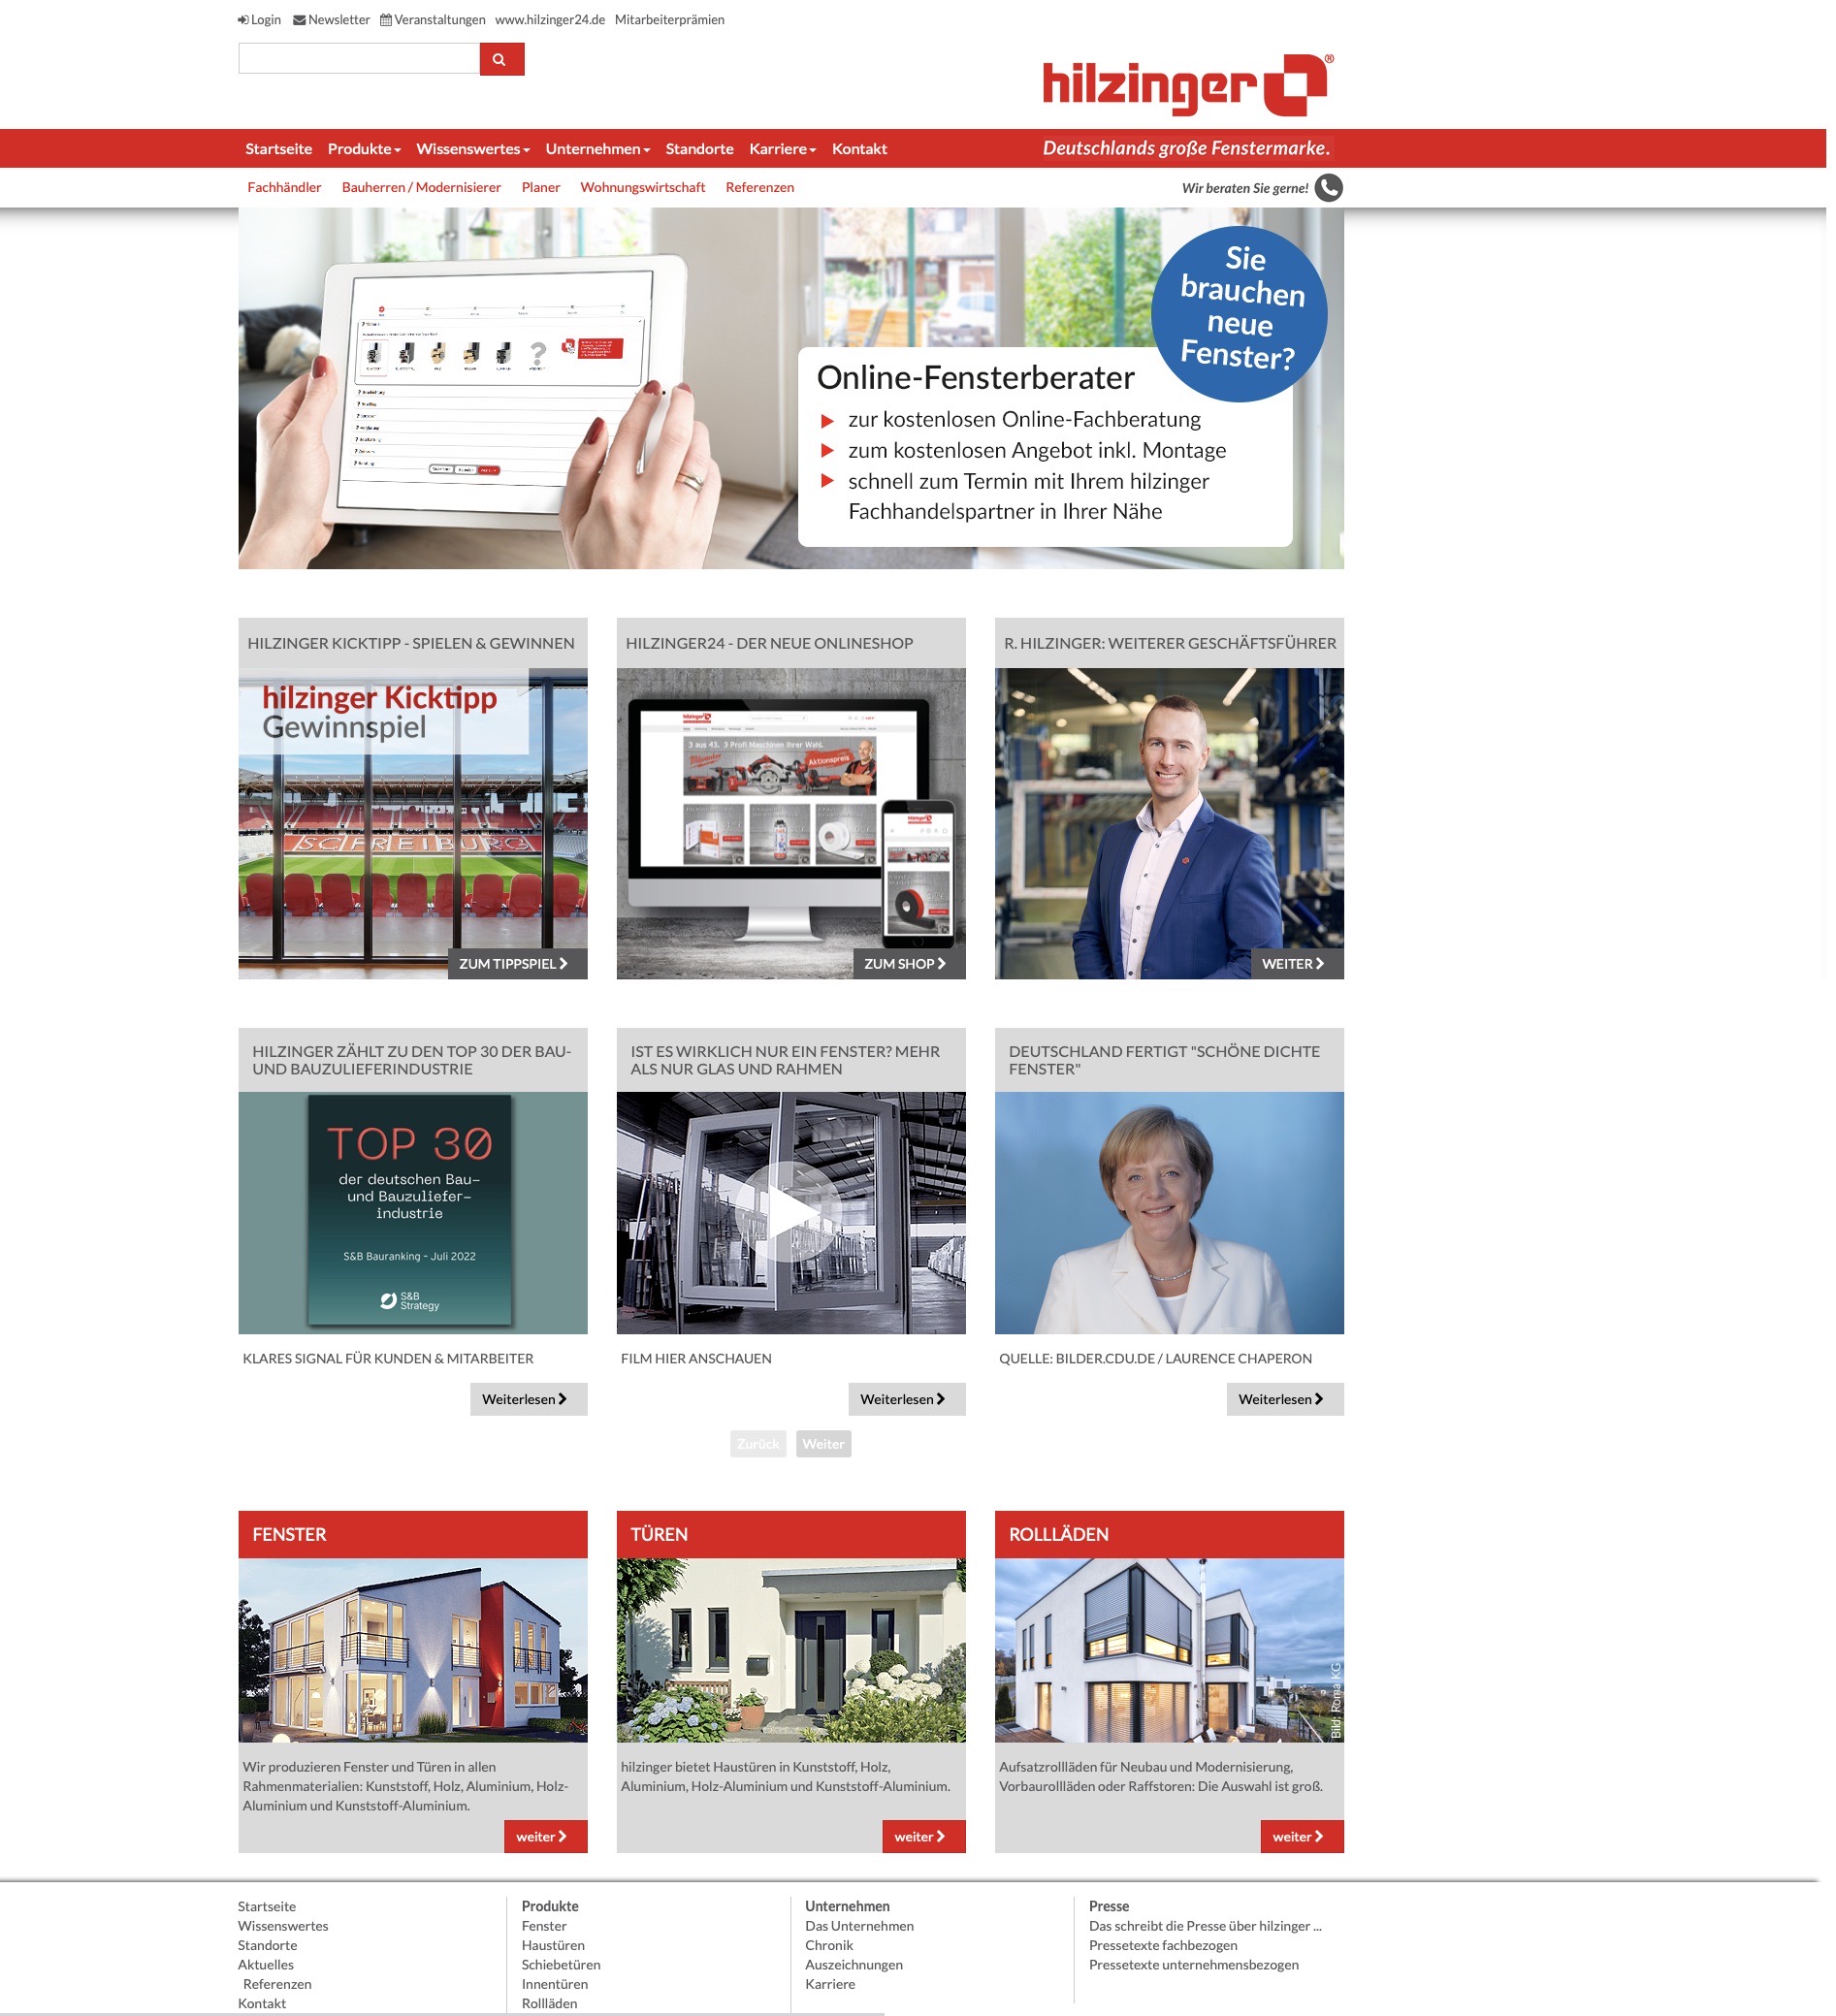 Login Newsletter Veranstaltungen www.hilzinger24.de Mitarbeiterprämien
hilzinger®
Startseite Produkte Wissenswertes Unternehmen Standorte Karriere Kontakt
Deutschlands große Fenstermarke.
Fachhändler Bauherren / Modernisierer Planer Wohnungswirtschaft Referenzen
Wir beraten Sie gerne!
Sie
brauchen
neue
Fenster?
Online-Fensterberater
zur kostenlosen Online-Fachberatung
zum kostenlosen Angebot inkl. Montage
schnell zum Termin mit Ihrem hilzinger
Fachhandelspartner in Ihrer Nähe
HILZINGER KICKTIPP - SPIELEN & GEWINNEN
hilzinger Kicktipp
Gewinnspiel
SC FREIBURG
ZUM TIPPSPIEL
HILZINGER24 - DER NEUE ONLINESHOP
hilzinger
3 aus 43. 3 Profi Maschinen Ihrer Wahl.
Milwaukee
Aktionspreis
ZUM SHOP
R. HILZINGER: WEITERER GESCHÄFTSFÜHRER
WEITER
HILZINGER ZÄHLT ZU DEN TOP 30 DER BAU-
UND BAUZULIEFERINDUSTRIE
TOP 30
der deutschen Bau-
und Bauzuliefer-
industrie
S&B Bauranking - Juli 2022
S&B
Strategy
KLARES SIGNAL FÜR KUNDEN & MITARBEITER
Weiterlesen
IST ES WIRKLICH NUR EIN FENSTER? MEHR
ALS NUR GLAS UND RAHMEN
FILM HIER ANSCHAUEN
Weiterlesen
DEUTSCHLAND FERTIGT "SCHÖNE DICHTE
FENSTER"
QUELLE: BILDER.CDU.DE / LAURENCE CHAPERON
Weiterlesen
Zurück Weiter
FENSTER
Wir produzieren Fenster und Türen in allen
Rahmenmaterialien: Kunststoff, Holz, Aluminium, Holz-
Aluminium und Kunststoff-Aluminium.
weiter
TÜREN
hilzinger bietet Haustüren in Kunststoff, Holz,
Aluminium, Holz-Aluminium und Kunststoff-Aluminium.
weiter
ROLLLÄDEN
Bild: Roma KG
Aufsatzrollläden für Neubau und Modernisierung,
Vorbaurollläden oder Raffstoren: Die Auswahl ist groß.
weiter
Startseite
Wissenswertes
Standorte
Aktuelles
Referenzen
Kontakt
Produkte
Fenster
Haustüren
Schiebetüren
Innentüren
Rollläden
Unternehmen
Das Unternehmen
Chronik
Auszeichnungen
Karriere
Presse
Das schreibt die Presse über hilzinger ...
Pressetexte fachbezogen
Pressetexte unternehmensbezogen